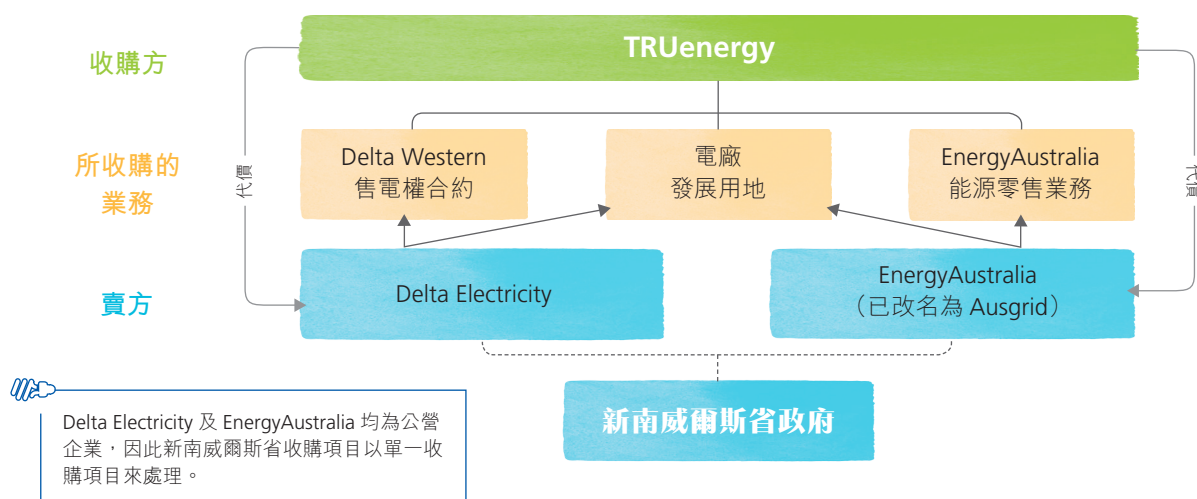 收購方
TRUenergy
代價
代價
所收購的
業務
Delta Western
售電權合約
電廠
發展用地
EnergyAustralia
能源零售業務
賣方
Delta Electricity
EnergyAustralia
（已改名為 Ausgrid）
新南威爾斯省政府
Delta Electricity 及 EnergyAustralia 均為公營
企業，因此新南威爾斯省收購項目以單一收
購項目來處理。